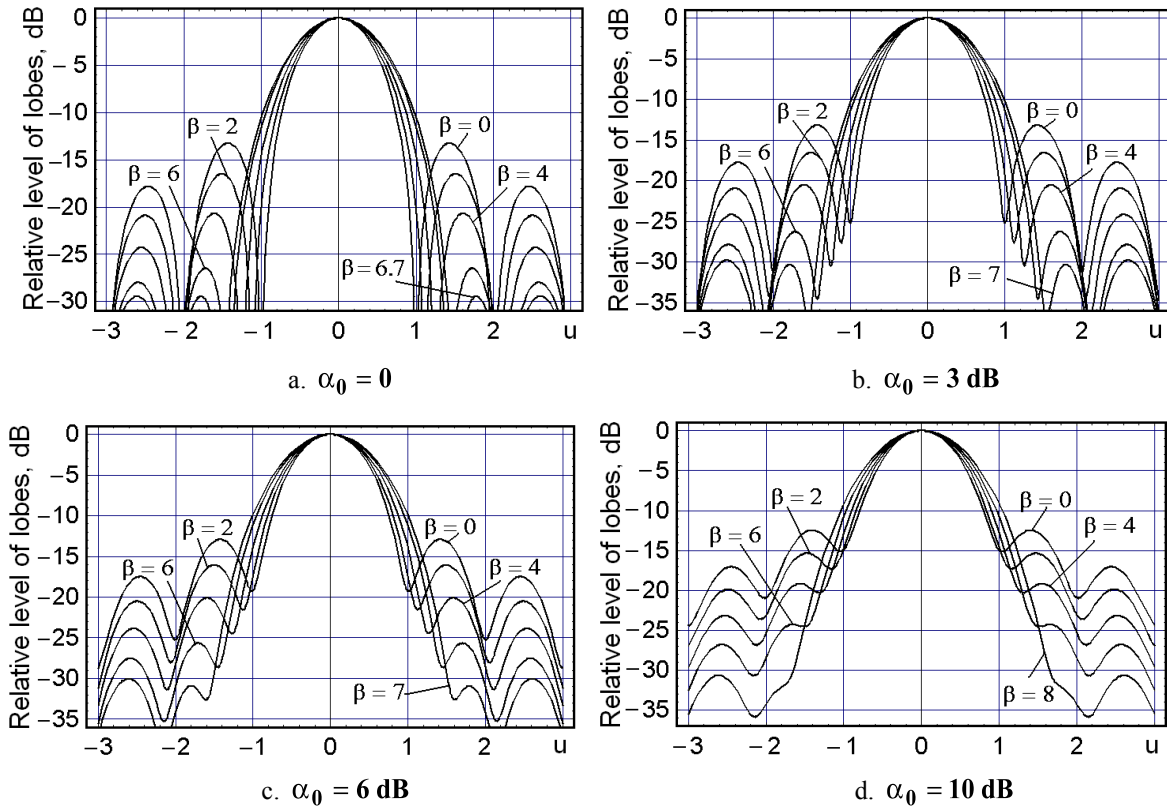 Relative level of lobes, dB
0
−5
−10
−15
−20
−25
−30
β = 2
β = 0
β = 6
β = 4
β = 6.7
−3 −2 −1 0 1 2 u
a. α₀ = 0
Relative level of lobes, dB
0
−5
−10
−15
−20
−25
−30
−35
β = 2
β = 0
β = 6
β = 4
β = 7
−3 −2 −1 0 1 2 u
b. α₀ = 3 dB
Relative level of lobes, dB
0
−5
−10
−15
−20
−25
−30
−35
β = 2
β = 0
β = 6
β = 4
β = 7
−3 −2 −1 0 1 2 u
c. α₀ = 6 dB
Relative level of lobes, dB
0
−5
−10
−15
−20
−25
−30
−35
β = 2
β = 0
β = 6
β = 4
β = 8
−3 −2 −1 0 1 2 u
d. α₀ = 10 dB